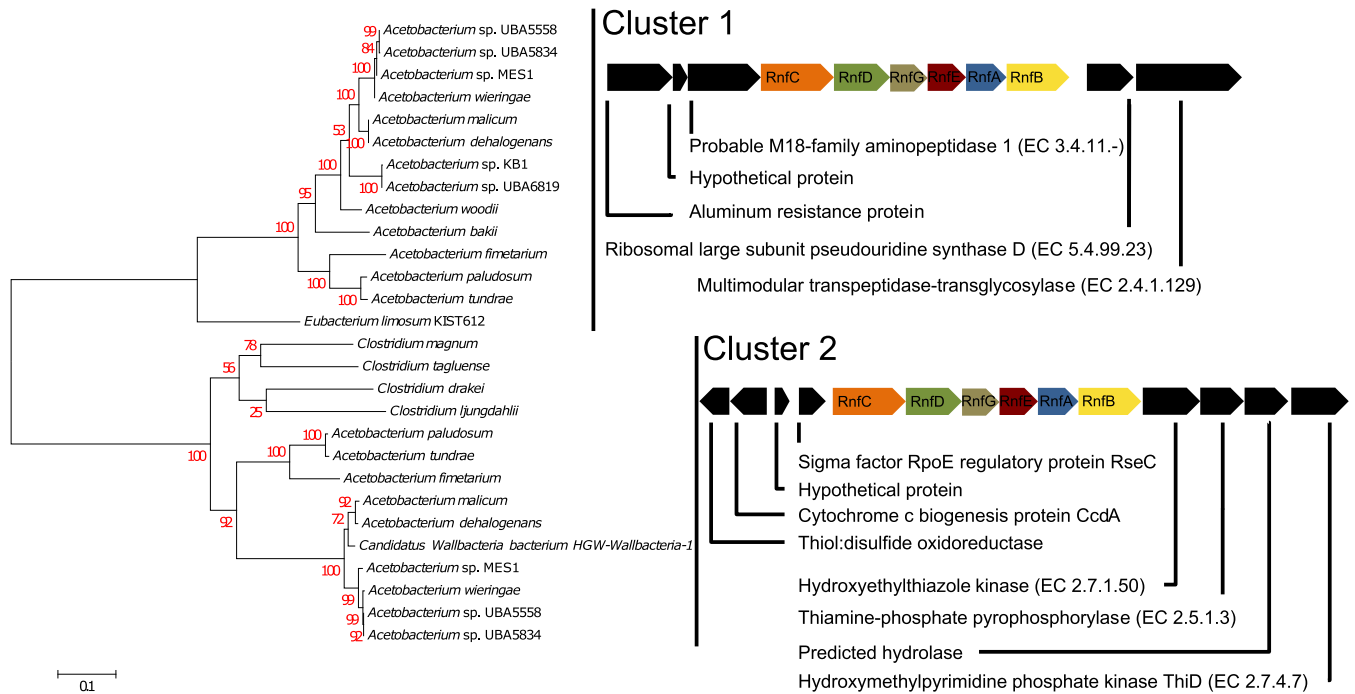 Cluster 1
99
Acetobacterium sp. UBA5558
84
Acetobacterium sp. UBA5834
100
Acetobacterium sp. MES1
100
Acetobacterium wieringae
Acetobacterium malicum
53
100
Acetobacterium dehalogenans
100
Acetobacterium sp. KB1
100
Acetobacterium sp. UBA6819
95
Acetobacterium woodii
100
Acetobacterium bakii
Acetobacterium fimetarium
100
Acetobacterium paludosum
100
Acetobacterium tundrae
Eubacterium limosum KIST612
RnfC RnfD RnfG RnfE RnfA RnfB
Probable M18-family aminopeptidase 1 (EC 3.4.11.-)
Hypothetical protein
Aluminum resistance protein
Ribosomal large subunit pseudouridine synthase D (EC 5.4.99.23)
Multimodular transpeptidase-transglycosylase (EC 2.4.1.129)
Cluster 2
78
Clostridium magnum
56
Clostridium tagluense
Clostridium drakei
25
Clostridium ljungdahlii
100
Acetobacterium paludosum
100
100
Acetobacterium tundrae
Acetobacterium fimetarium
92
Acetobacterium malicum
92
72
Acetobacterium dehalogenans
Candidatus Wallbacteria bacterium HGW-Wallbacteria-1
100
Acetobacterium sp. MES1
99
Acetobacterium wieringae
99
Acetobacterium sp. UBA5558
92
Acetobacterium sp. UBA5834
0.1
RnfC RnfD RnfG RnfE RnfA RnfB
Sigma factor RpoE regulatory protein RseC
Hypothetical protein
Cytochrome c biogenesis protein CcdA
Thiol:disulfide oxidoreductase
Hydroxyethylthiazole kinase (EC 2.7.1.50)
Thiamine-phosphate pyrophosphorylase (EC 2.5.1.3)
Predicted hydrolase
Hydroxymethylpyrimidine phosphate kinase ThiD (EC 2.7.4.7)